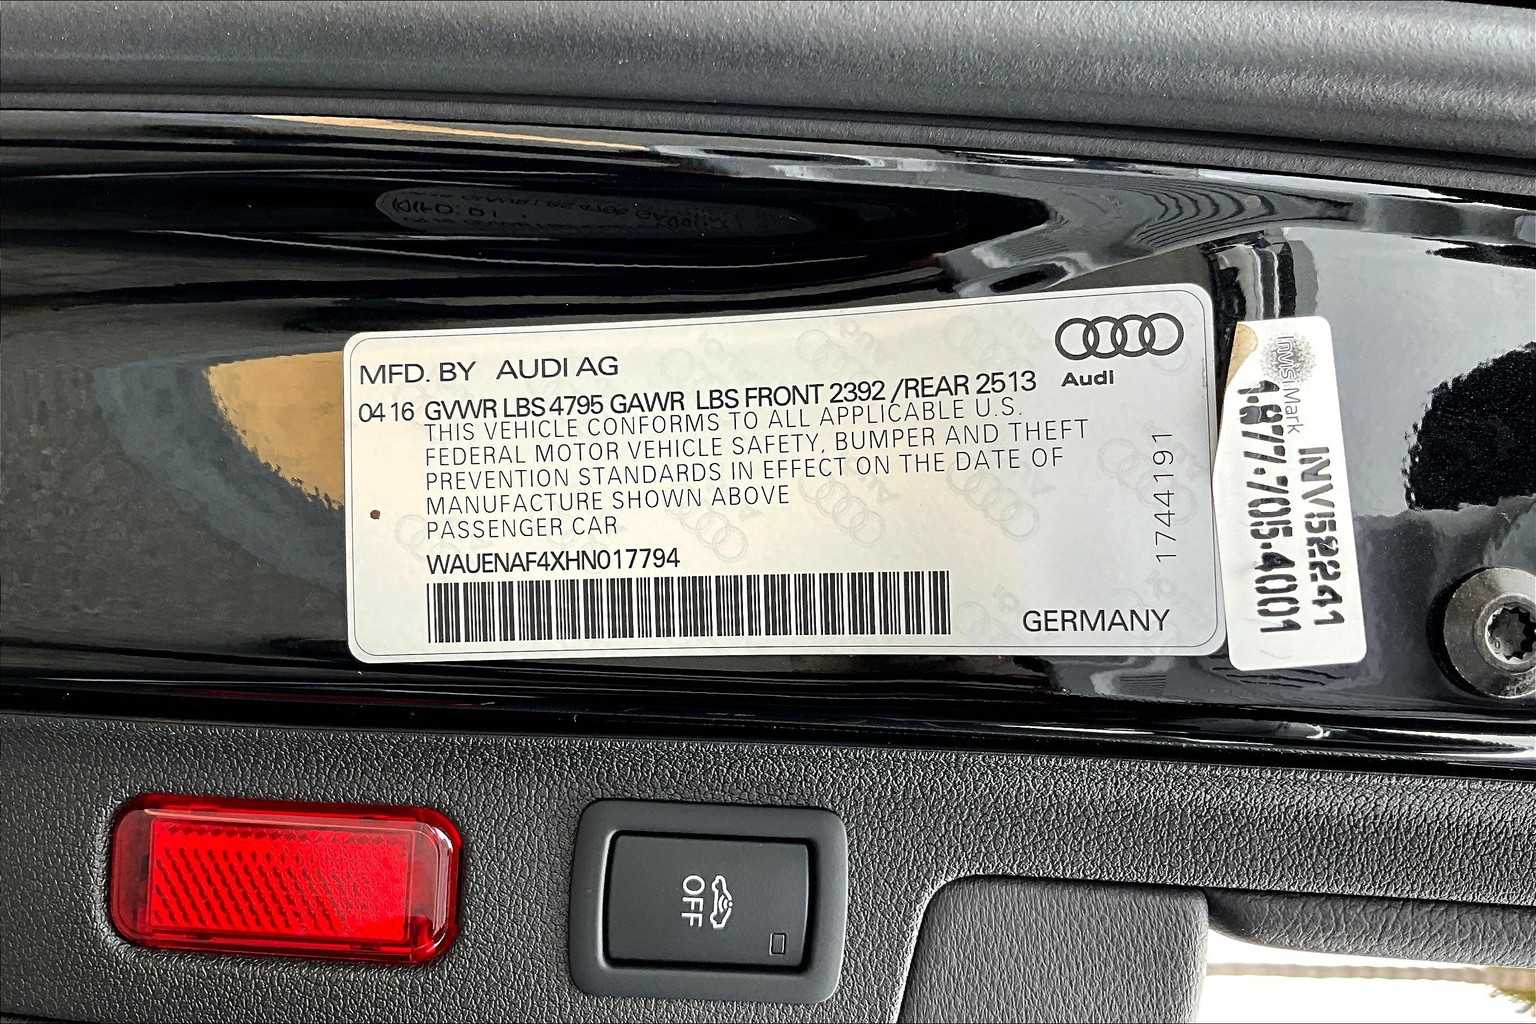 MFD. BY AUDI AG
Audi
04 16 GVWR LBS 4795 GAWR LBS FRONT 2392 /REAR 2513
THIS VEHICLE CONFORMS TO ALL APPLICABLE U.S.
FEDERAL MOTOR VEHICLE SAFETY, BUMPER AND THEFT
PREVENTION STANDARDS IN EFFECT ON THE DATE OF
MANUFACTURE SHOWN ABOVE
PASSENGER CAR
WAUENAF4XHN017794
1744191
GERMANY
InvisiMark
1.877.705.4001
INV152241
OFF